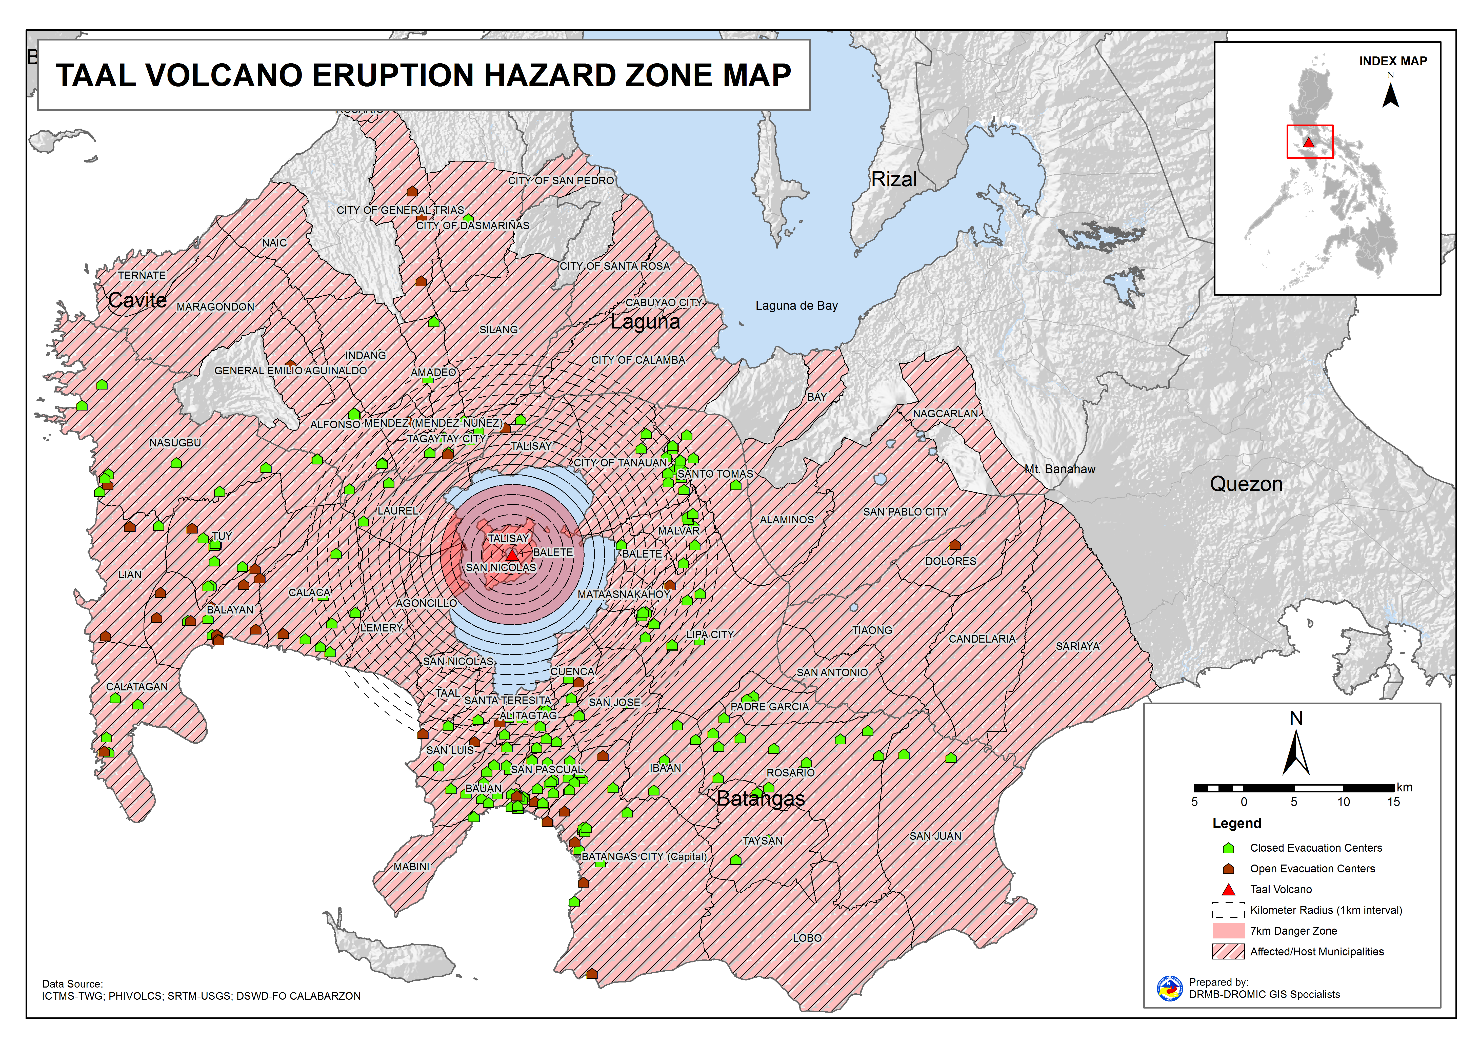 TAAL VOLCANO ERUPTION HAZARD ZONE MAP
INDEX MAP
N
Rizal
CITY OF SAN PEDRO
CITY OF GENERAL TRIAS
CITY OF DASMARIÑAS
NAIC
CITY OF SANTA ROSA
TERNATE
Cavite
MARAGONDON
CABUYAO CITY
Laguna de Bay
Laguna
SILANG
INDANG
CITY OF CALAMBA
GENERAL EMILIO AGUINALDO
AMADEO
BAY
NAGCARLAN
ALFONSO
MENDEZ (MENDEZ-NUÑEZ)
NASUGBU
TAGAYTAY CITY
TALISAY
CITY OF TANAUAN
SANTO TOMAS
Mt. Banahaw
Quezon
LAUREL
SAN PABLO CITY
ALAMINOS
MALVAR
TUY
TALISAY
BALETE
BALETE
SAN NICOLAS
DOLORES
LIAN
CALACA
MATAASNAKAHOY
BALAYAN
AGONCILLO
LEMERY
LIPA CITY
TIAONG
CANDELARIA
SARIAYA
SAN NICOLAS
CUENCA
SAN ANTONIO
CALATAGAN
TAAL
SANTA TERESITA
SAN JOSE
PADRE GARCIA
ALITAGTAG
SAN LUIS
SAN PASCUAL
IBAAN
ROSARIO
BAUAN
Batangas
TAYSAN
SAN JUAN
BATANGAS CITY (Capital)
MABINI
LOBO
N
5 0 5 10 15 km
Legend
Closed Evacuation Centers
Open Evacuation Centers
Taal Volcano
Kilometer Radius (1km interval)
7km Danger Zone
Affected/Host Municipalities
Prepared by:
DRMB-DROMIC GIS Specialists
Data Source:
ICTMS-TWG; PHIVOLCS; SRTM-USGS; DSWD-FO CALABARZON